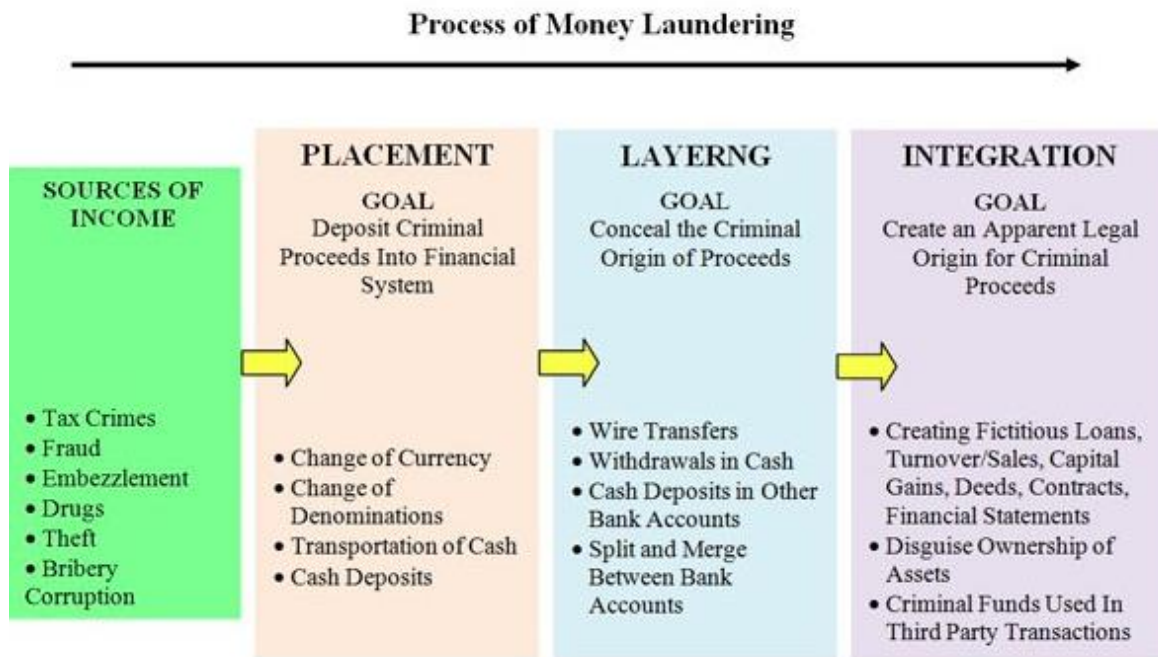 Process of Money Laundering
SOURCES OF
INCOME
• Tax Crimes
• Fraud
• Embezzlement
• Drugs
• Theft
• Bribery
Corruption
PLACEMENT
GOAL
Deposit Criminal
Proceeds Into Financial
System
• Change of Currency
• Change of
Denominations
• Transportation of Cash
• Cash Deposits
LAYERNG
GOAL
Conceal the Criminal
Origin of Proceeds
• Wire Transfers
• Withdrawals in Cash
• Cash Deposits in Other
Bank Accounts
• Split and Merge
Between Bank
Accounts
INTEGRATION
GOAL
Create an Apparent Legal
Origin for Criminal
Proceeds
• Creating Fictitious Loans,
Turnover/Sales, Capital
Gains, Deeds, Contracts,
Financial Statements
• Disguise Ownership of
Assets
• Criminal Funds Used In
Third Party Transactions